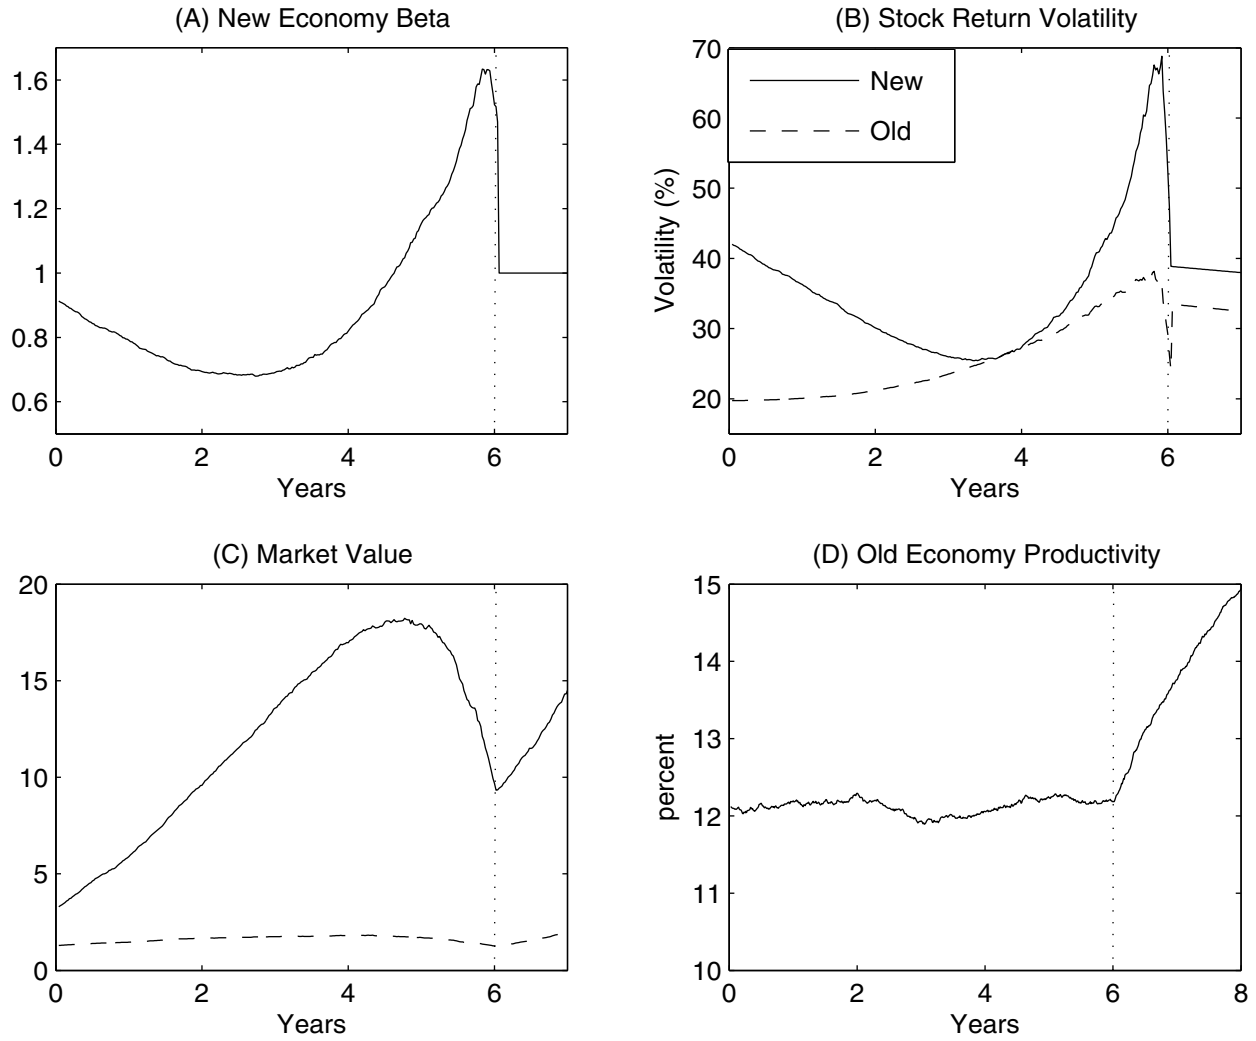 (A) New Economy Beta
1.6
1.4
1.2
1
0.8
0.6
0 2 4 6
Years
(B) Stock Return Volatility
New
Old
Volatility (%)
70
60
50
40
30
20
0 2 4 6
Years
(C) Market Value
20
15
10
5
0
0 2 4 6
Years
(D) Old Economy Productivity
percent
15
14
13
12
11
10
0 2 4 6 8
Years